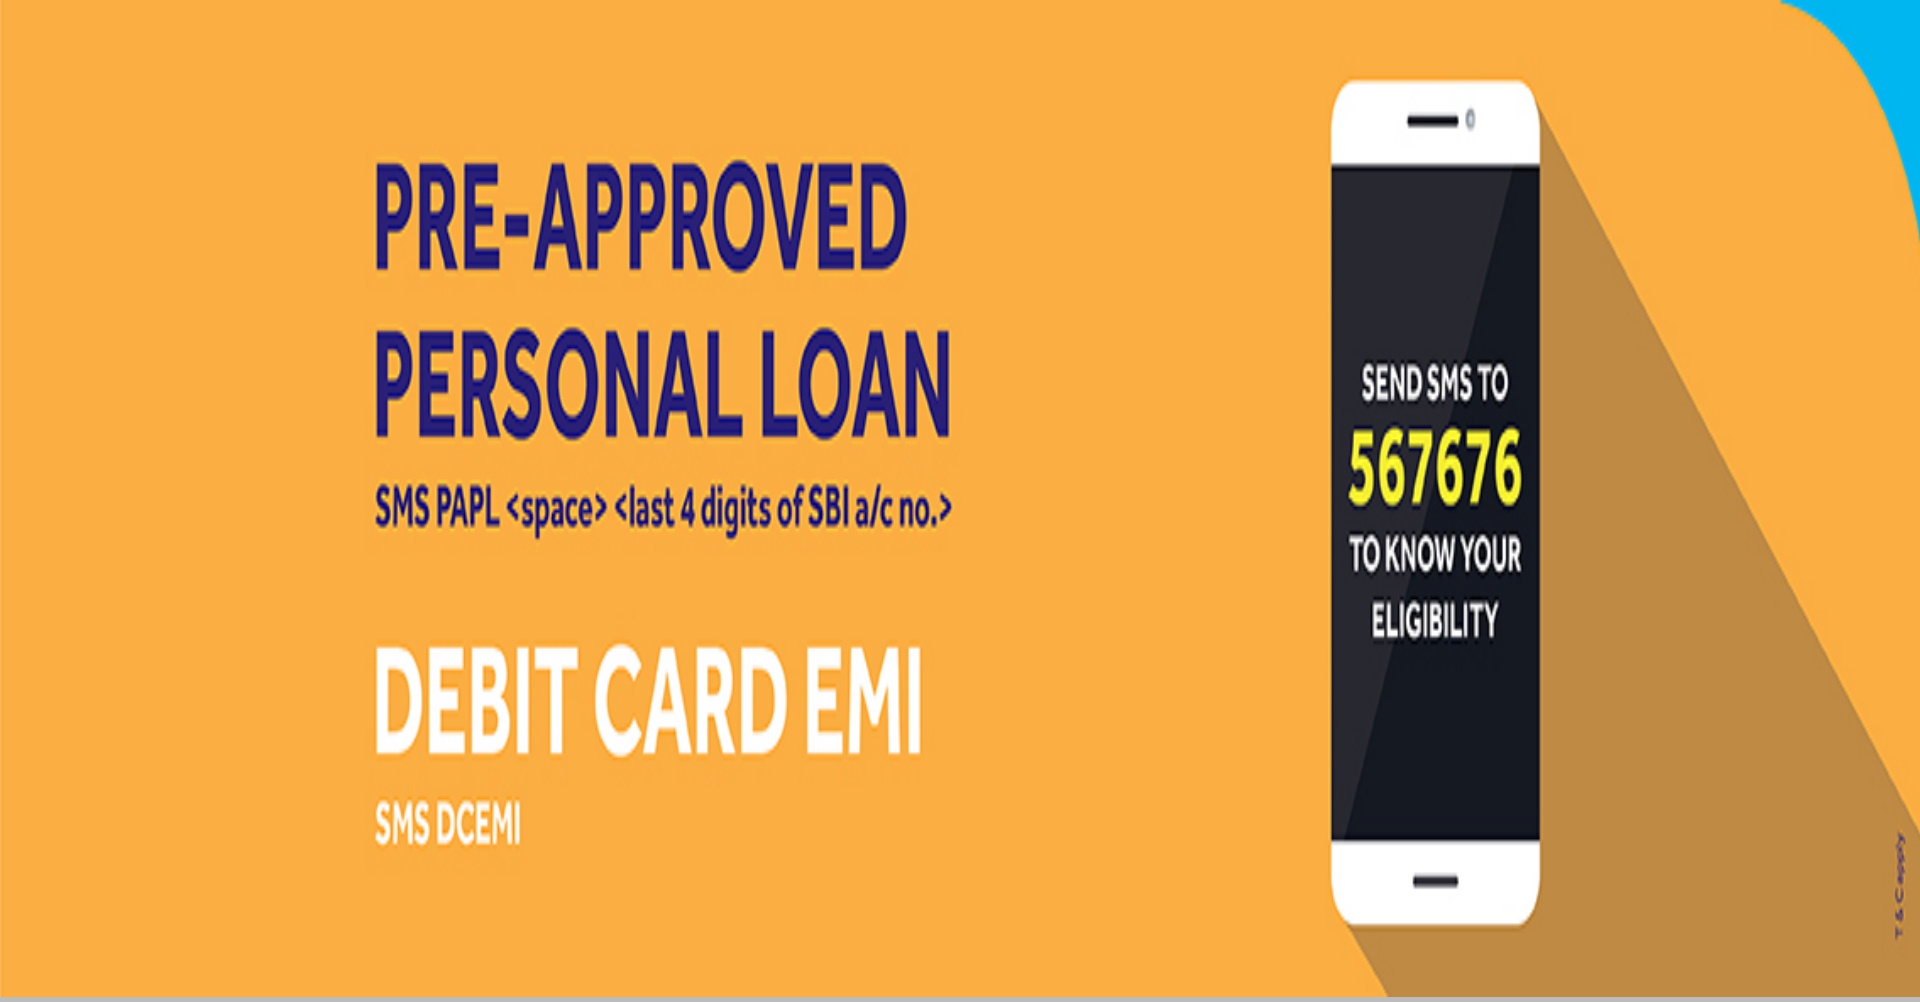 PRE-APPROVED
PERSONAL LOAN
SMS PAPL <space> <last 4 digits of SBI a/c no.>
DEBIT CARD EMI
SMS DCEMI
SEND SMS TO
567676
TO KNOW YOUR
ELIGIBILITY
T & C apply